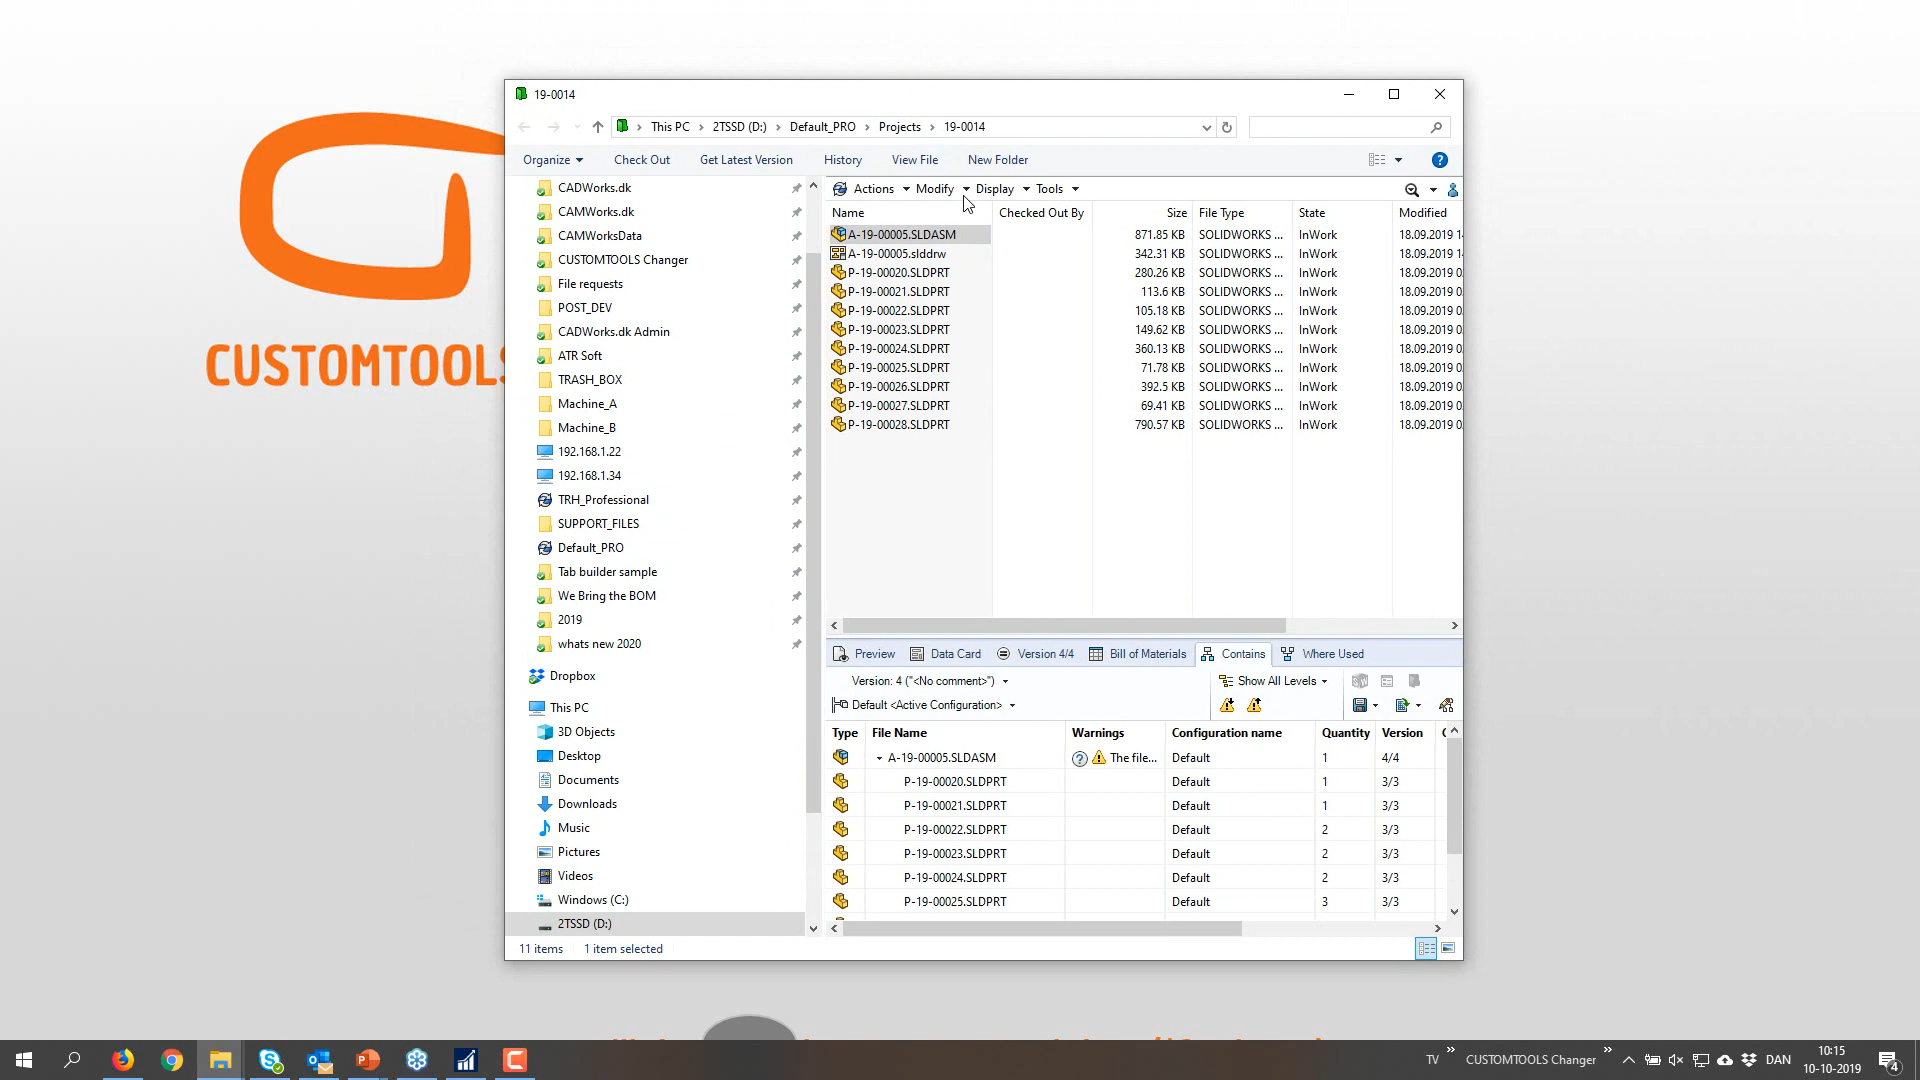 CUSTOMTOOLS
19-0014
This PC
2TSSD (D:)
Default_PRO
Projects
19-0014
Organize
Check Out
Get Latest Version
History
View File
New Folder
CADWorks.dk
CAMWorks.dk
CAMWorksData
CUSTOMTOOLS Changer
File requests
POST_DEV
CADWorks.dk Admin
ATR Soft
TRASH_BOX
Machine_A
Machine_B
192.168.1.22
192.168.1.34
TRH_Professional
SUPPORT_FILES
Default_PRO
Tab builder sample
We Bring the BOM
2019
whats new 2020
Dropbox
This PC
3D Objects
Desktop
Documents
Downloads
Music
Pictures
Videos
Windows (C:)
2TSSD (D:)
Actions Modify Display Tools
Name Checked Out By Size File Type State Modified
A-19-00005.SLDASM 871.85 KB SOLIDWORKS ... InWork 18.09.2019 1
A-19-00005.slddrw 342.31 KB SOLIDWORKS ... InWork 18.09.2019 1
P-19-00020.SLDPRT 280.26 KB SOLIDWORKS ... InWork 18.09.2019 0
P-19-00021.SLDPRT 113.6 KB SOLIDWORKS ... InWork 18.09.2019 0
P-19-00022.SLDPRT 105.18 KB SOLIDWORKS ... InWork 18.09.2019 0
P-19-00023.SLDPRT 149.62 KB SOLIDWORKS ... InWork 18.09.2019 0
P-19-00024.SLDPRT 360.13 KB SOLIDWORKS ... InWork 18.09.2019 0
P-19-00025.SLDPRT 71.78 KB SOLIDWORKS ... InWork 18.09.2019 0
P-19-00026.SLDPRT 392.5 KB SOLIDWORKS ... InWork 18.09.2019 0
P-19-00027.SLDPRT 69.41 KB SOLIDWORKS ... InWork 18.09.2019 0
P-19-00028.SLDPRT 790.57 KB SOLIDWORKS ... InWork 18.09.2019 0
Preview Data Card Version 4/4 Bill of Materials Contains Where Used
Version: 4 ("<No comment>") Show All Levels
Default <Active Configuration>
Type File Name Warnings Configuration name Quantity Version
A-19-00005.SLDASM The file... Default 1 4/4
P-19-00020.SLDPRT Default 1 3/3
P-19-00021.SLDPRT Default 1 3/3
P-19-00022.SLDPRT Default 2 3/3
P-19-00023.SLDPRT Default 2 3/3
P-19-00024.SLDPRT Default 2 3/3
P-19-00025.SLDPRT Default 3 3/3
11 items 1 item selected
TV CUSTOMTOOLS Changer DAN
10:15
10-10-2019
4